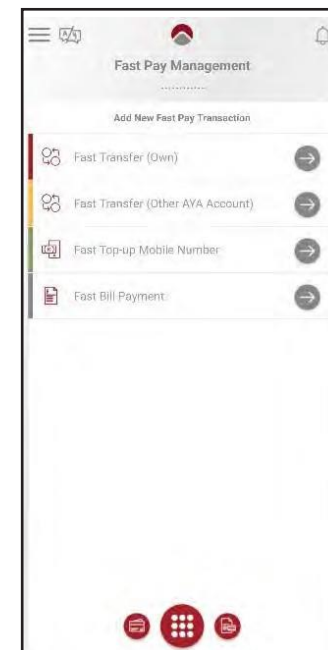 Fast Pay Management
Add New Fast Pay Transaction
Fast Transfer (Own)
Fast Transfer (Other AYA Account)
Fast Top-up Mobile Number
Fast Bill Payment